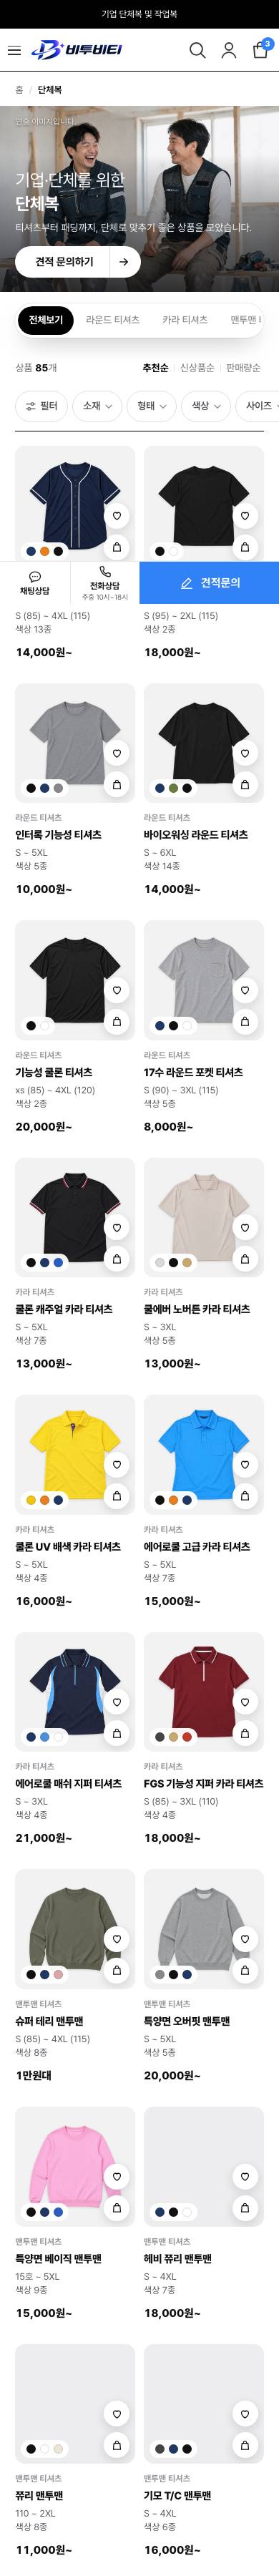 기업 단체복 및 작업복
비투비티
3
홈 / 단체복
연출 이미지입니다.
기업·단체를 위한
단체복
티셔츠부터 패딩까지, 단체로 맞추기 좋은 상품을 모았습니다.
견적 문의하기
전체보기 라운드 티셔츠 카라 티셔츠 맨투맨
상품 85개 추천순 신상품순 판매량순
필터 소재 형태 색상 사이즈
채팅상담 전화상담 견적문의
주중 10시~18시
S (85) ~ 4XL (115) S (95) ~ 2XL (115)
색상 13종 색상 2종
14,000원~ 18,000원~
라운드 티셔츠 라운드 티셔츠
인터록 기능성 티셔츠 바이오워싱 라운드 티셔츠
S ~ 5XL S ~ 6XL
색상 5종 색상 14종
10,000원~ 14,000원~
라운드 티셔츠 라운드 티셔츠
기능성 쿨론 티셔츠 17수 라운드 포켓 티셔츠
xs (85) ~ 4XL (120) S (90) ~ 3XL (115)
색상 2종 색상 5종
20,000원~ 8,000원~
카라 티셔츠 카라 티셔츠
쿨론 캐주얼 카라 티셔츠 쿨에버 노버튼 카라 티셔츠
S ~ 5XL S ~ 3XL
색상 7종 색상 5종
13,000원~ 13,000원~
카라 티셔츠 카라 티셔츠
쿨론 UV 배색 카라 티셔츠 에어로쿨 고급 카라 티셔츠
S ~ 5XL S ~ 5XL
색상 4종 색상 7종
16,000원~ 15,000원~
카라 티셔츠 카라 티셔츠
에어로쿨 매쉬 지퍼 티셔츠 FGS 기능성 지퍼 카라 티셔츠
S ~ 3XL S (85) ~ 3XL (110)
색상 4종 색상 4종
21,000원~ 18,000원~
맨투맨 티셔츠 맨투맨 티셔츠
슈퍼 테리 맨투맨 특양면 오버핏 맨투맨
S (85) ~ 4XL (115) S ~ 5XL
색상 8종 색상 5종
1만원대 20,000원~
맨투맨 티셔츠 맨투맨 티셔츠
특양면 베이직 맨투맨 헤비 쮸리 맨투맨
15호 ~ 5XL S ~ 4XL
색상 9종 색상 7종
15,000원~ 18,000원~
맨투맨 티셔츠 맨투맨 티셔츠
쮸리 맨투맨 기모 T/C 맨투맨
110 ~ 2XL S ~ 4XL
색상 8종 색상 6종
11,000원~ 16,000원~